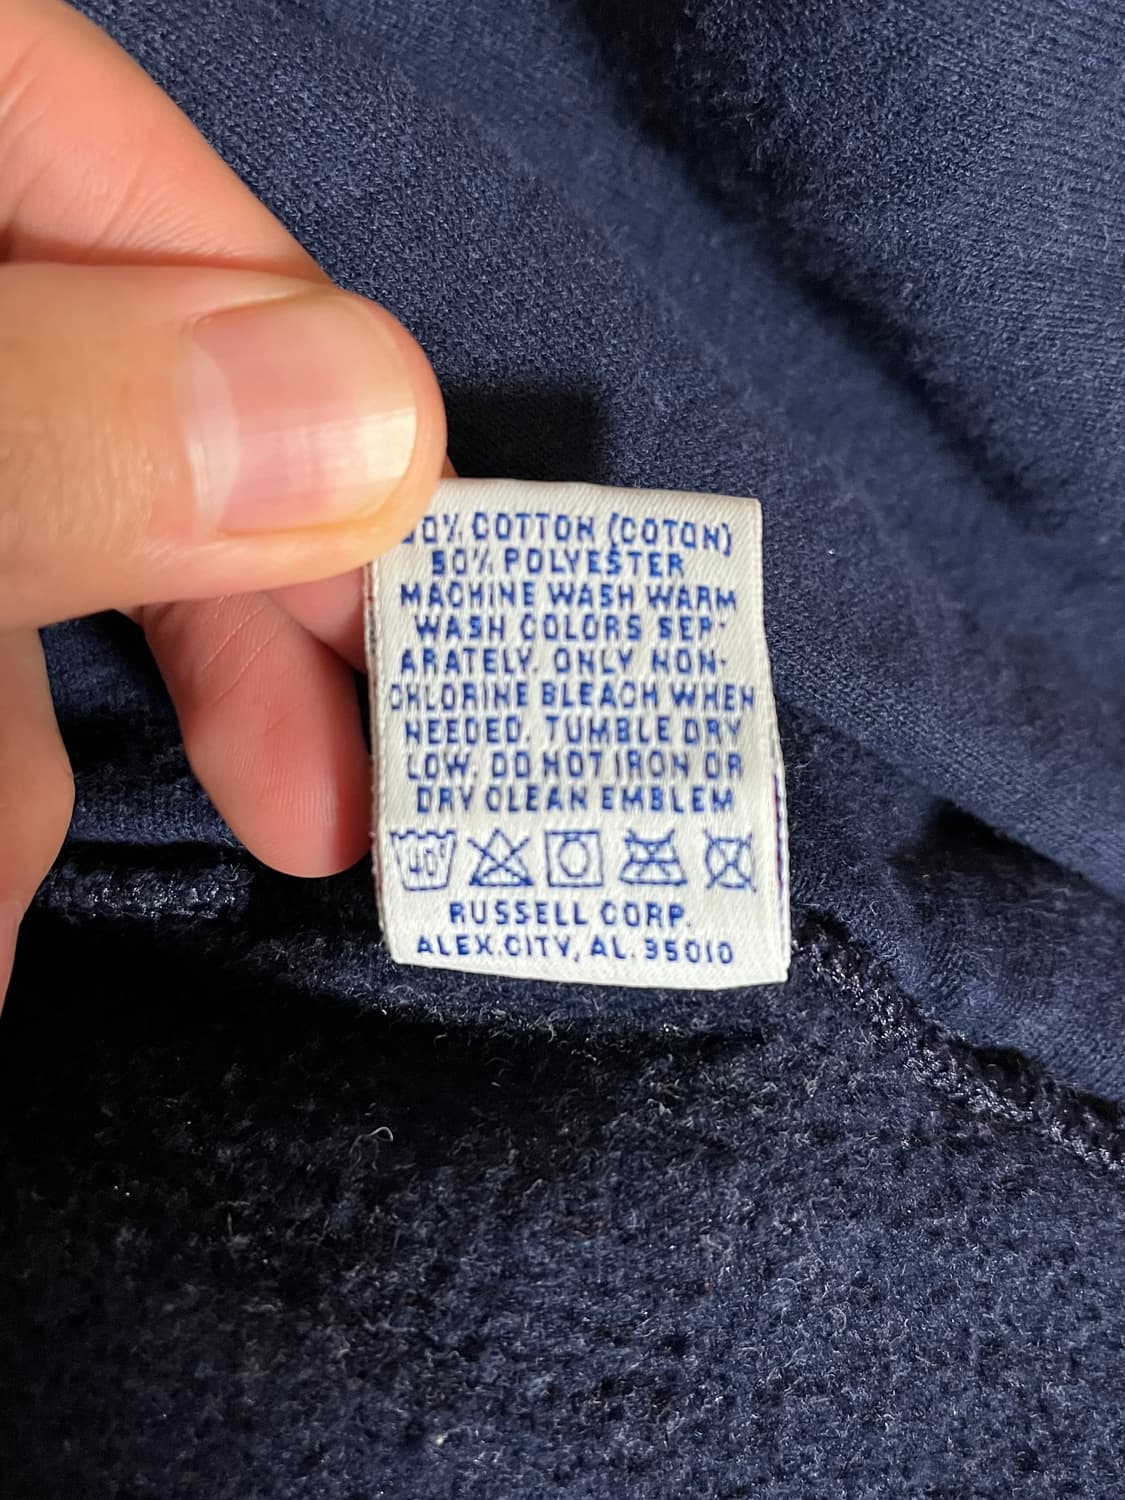 0% COTTON (COTON)
50% POLYESTER
MACHINE WASH WARM
WASH COLORS SEP-
ARATELY. ONLY NON-
CHLORINE BLEACH WHEN
NEEDED. TUMBLE DRY
LOW. DO NOT IRON OR
DRY CLEAN EMBLEM
40°
RUSSELL CORP.
ALEX.CITY, AL. 35010